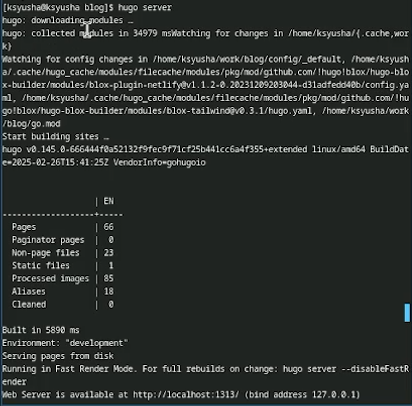 [ksyusha@ksyusha blog]$ hugo server
hugo: downloading modules …
hugo: collected modules in 34979 msWatching for changes in /home/ksyusha/{.cache,wor
k}
Watching for config changes in /home/ksyusha/work/blog/config/_default, /home/ksyush
a/.cache/hugo_cache/modules/filecache/modules/pkg/mod/github.com/!hugo!blox/hugo-blo
x-builder/modules/blox-plugin-netlify@v1.1.2-0.20231209203044-d31adfedd40b/config.ya
ml, /home/ksyusha/.cache/hugo_cache/modules/filecache/modules/pkg/mod/github.com/!hu
go!blox/hugo-blox-builder/modules/blox-tailwind@v0.3.1/hugo.yaml, /home/ksyusha/work
/blog/go.mod
Start building sites …
hugo v0.145.0-666444f0a52132f9fec9f71cf25b441cc6a4f355+extended linux/amd64 BuildDat
e=2025-02-26T15:41:25Z VendorInfo=gohugoio
| EN
-------------------+-----
Pages | 66
Paginator pages | 0
Non-page files | 23
Static files | 1
Processed images | 85
Aliases | 18
Cleaned | 0
Built in 5890 ms
Environment: "development"
Serving pages from disk
Running in Fast Render Mode. For full rebuilds on change: hugo server --disableFastR
ender
Web Server is available at http://localhost:1313/ (bind address 127.0.0.1)